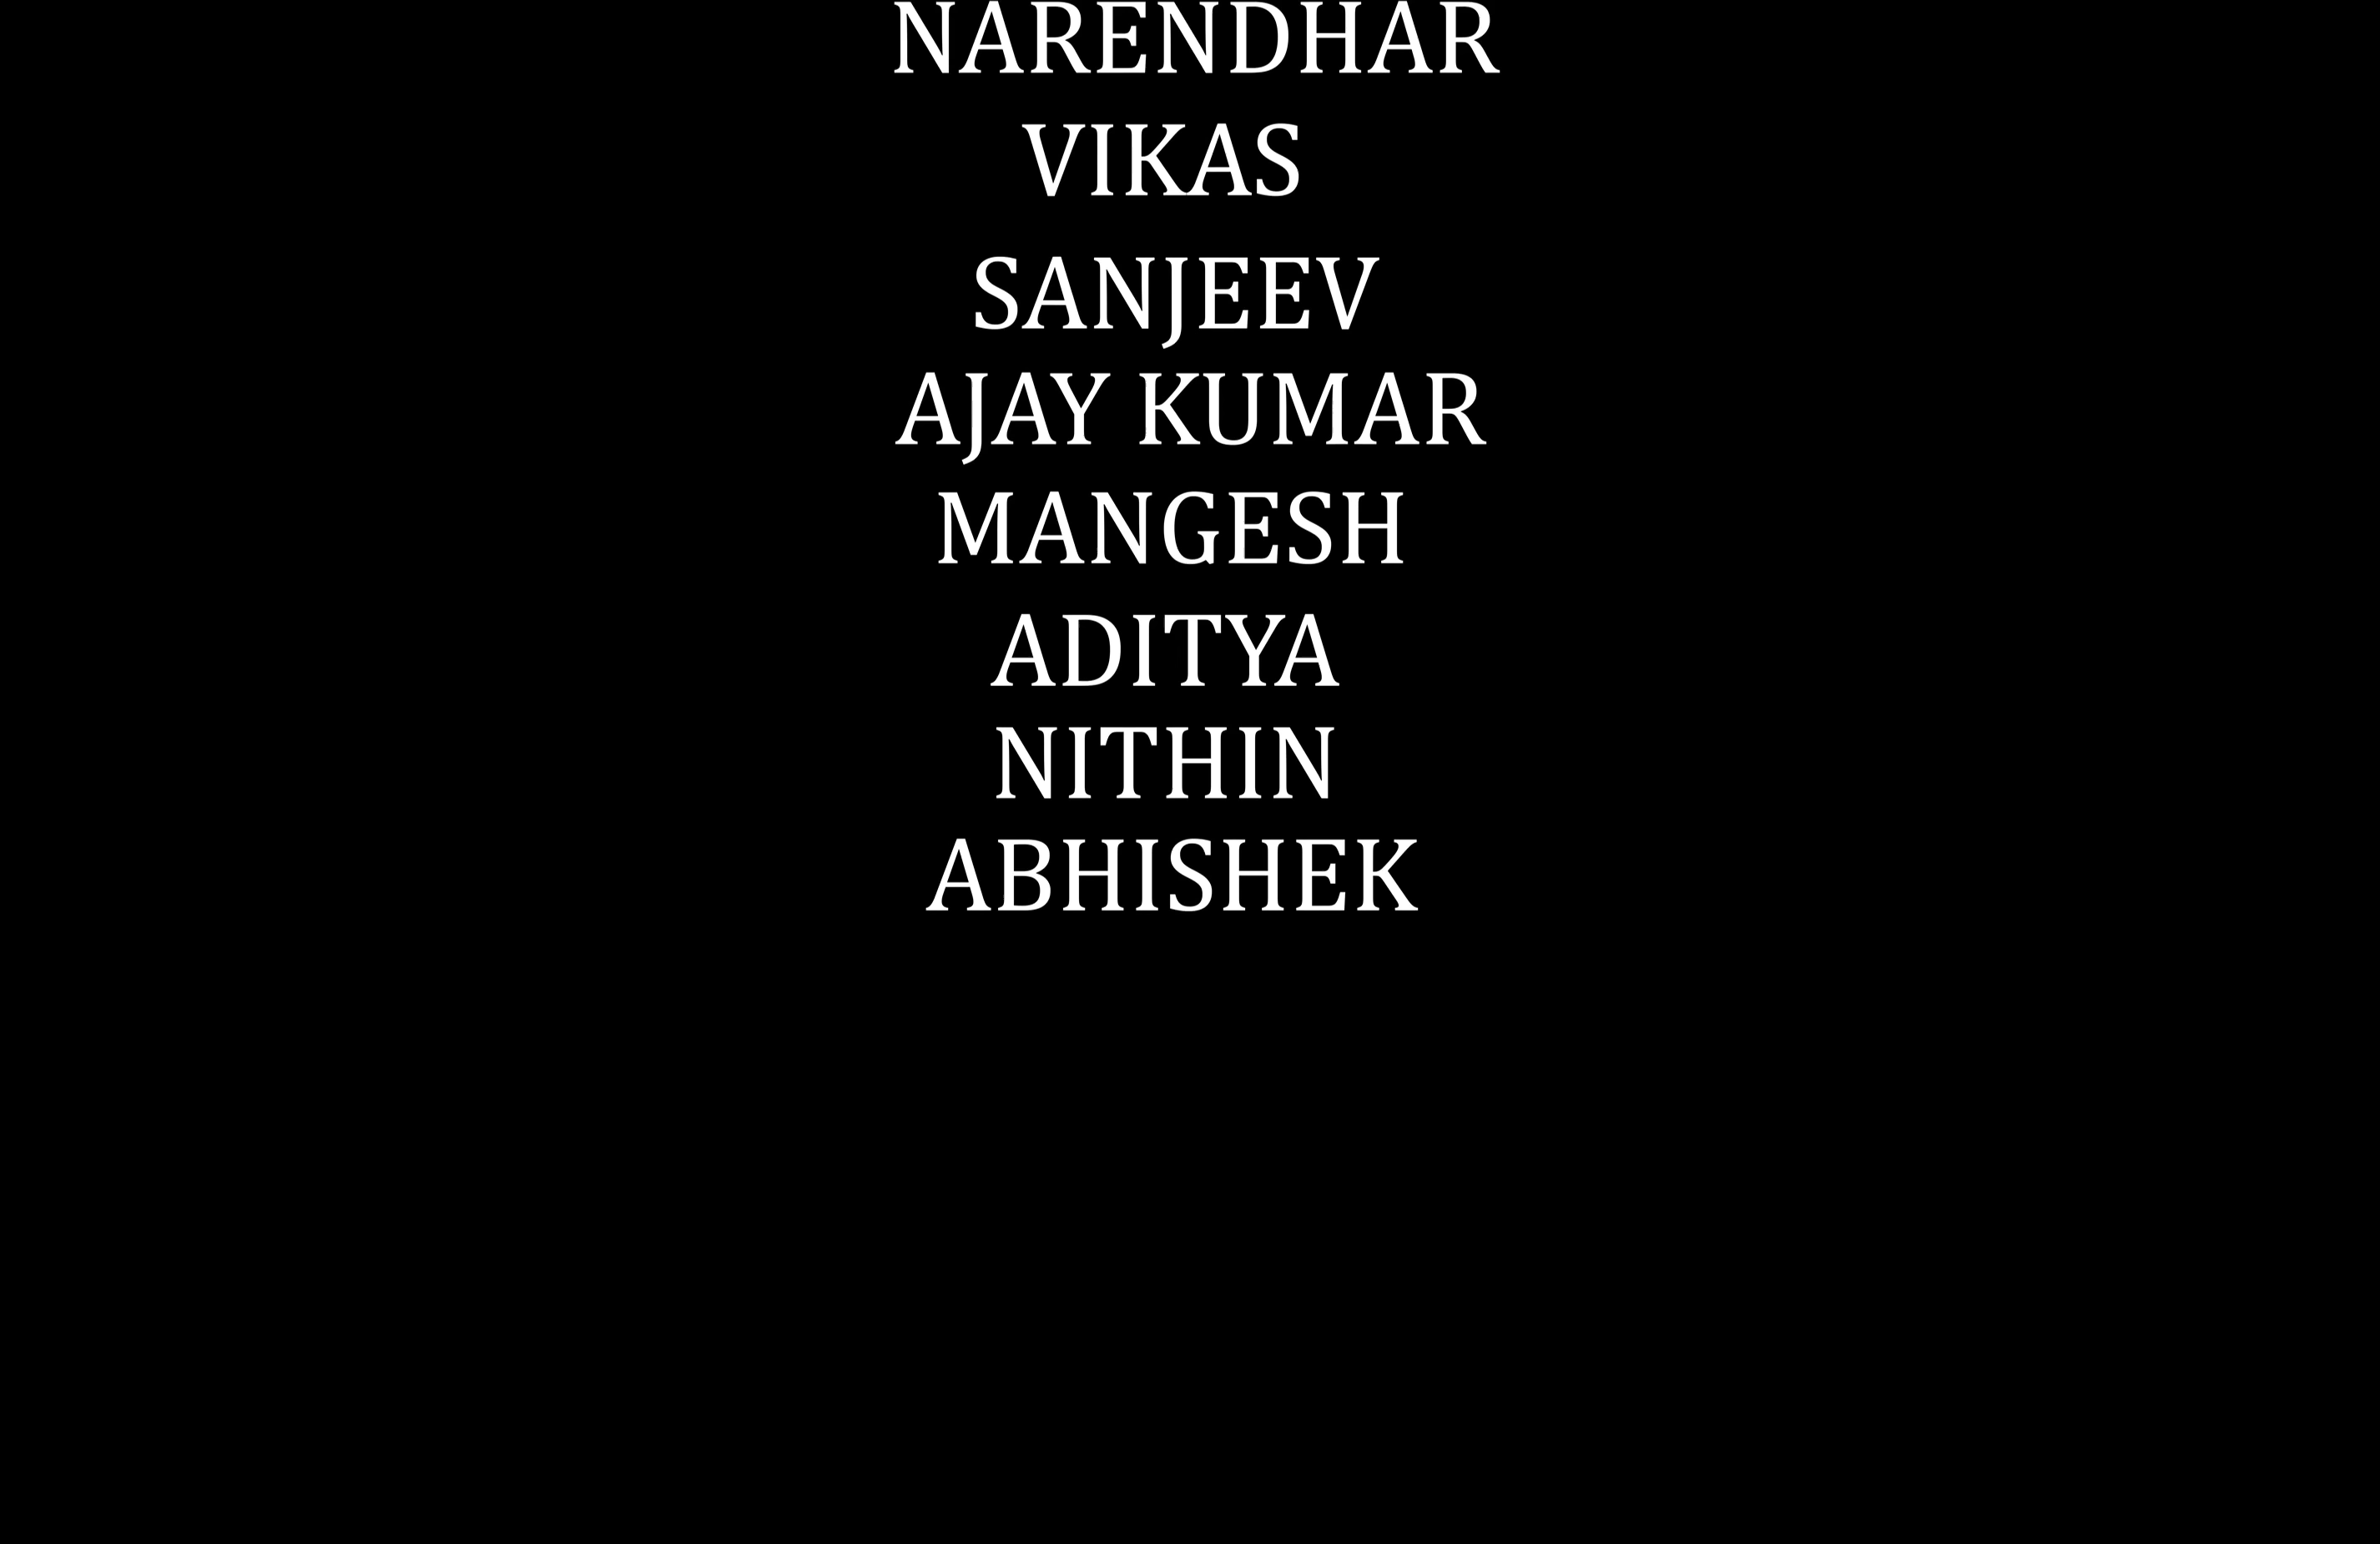 NARENDHAR
VIKAS
SANJEEV
AJAY KUMAR
MANGESH
ADITYA
NITHIN
ABHISHEK